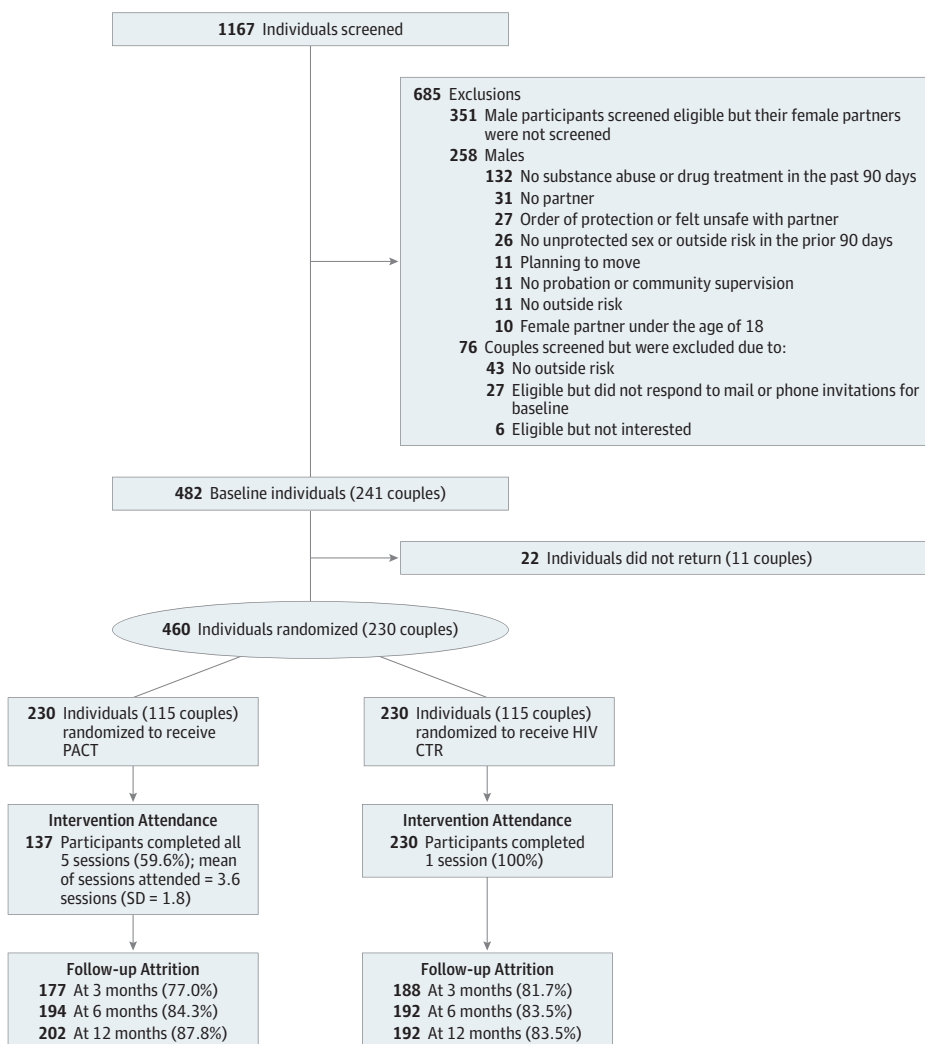 1167 Individuals screened
685 Exclusions
351 Male participants screened eligible but their female partners
were not screened
258 Males
132 No substance abuse or drug treatment in the past 90 days
31 No partner
27 Order of protection or felt unsafe with partner
26 No unprotected sex or outside risk in the prior 90 days
11 Planning to move
11 No probation or community supervision
11 No outside risk
10 Female partner under the age of 18
76 Couples screened but were excluded due to:
43 No outside risk
27 Eligible but did not respond to mail or phone invitations for
baseline
6 Eligible but not interested
482 Baseline individuals (241 couples)
22 Individuals did not return (11 couples)
460 Individuals randomized (230 couples)
230 Individuals (115 couples)
randomized to receive
PACT
230 Individuals (115 couples)
randomized to receive HIV
CTR
Intervention Attendance
137 Participants completed all
5 sessions (59.6%); mean
of sessions attended = 3.6
sessions (SD = 1.8)
Intervention Attendance
230 Participants completed
1 session (100%)
Follow-up Attrition
177 At 3 months (77.0%)
194 At 6 months (84.3%)
202 At 12 months (87.8%)
Follow-up Attrition
188 At 3 months (81.7%)
192 At 6 months (83.5%)
192 At 12 months (83.5%)